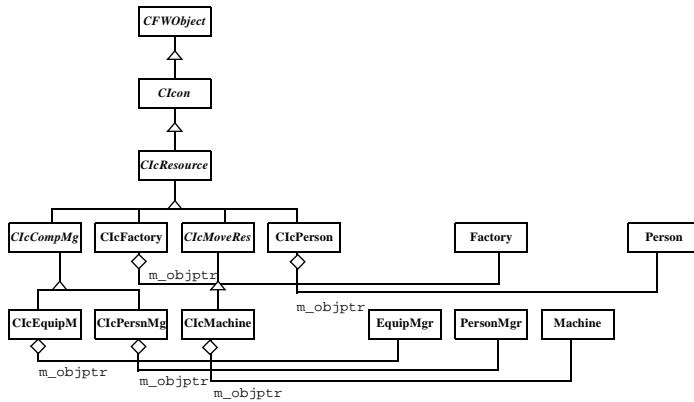 CFWObject
CIcon
CIcResource
CIcCompMg CIcFactory CIcMoveRes CIcPerson Factory Person
m_objptr
m_objptr
CIcEquipM CIcPersnMg CIcMachine EquipMgr PersonMgr Machine
m_objptr m_objptr m_objptr